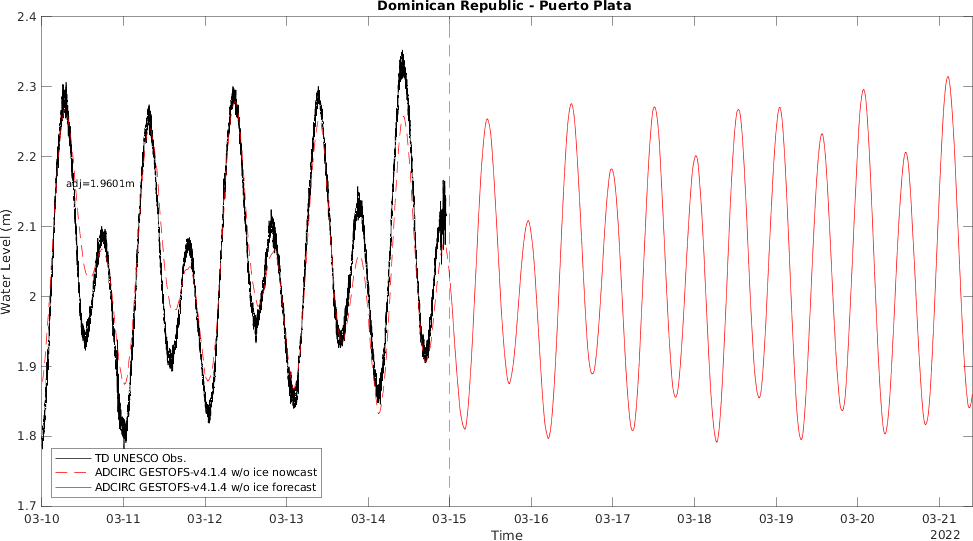 Dominican Republic - Puerto Plata
2.4
2.3
2.2
2.1
2
1.9
1.8
1.7
Water Level (m)
adj=1.9601m
TD UNESCO Obs.
ADCIRC GESTOFS-v4.1.4 w/o ice nowcast
ADCIRC GESTOFS-v4.1.4 w/o ice forecast
03-10 03-11 03-12 03-13 03-14 03-15 03-16 03-17 03-18 03-19 03-20 03-21
2022
Time